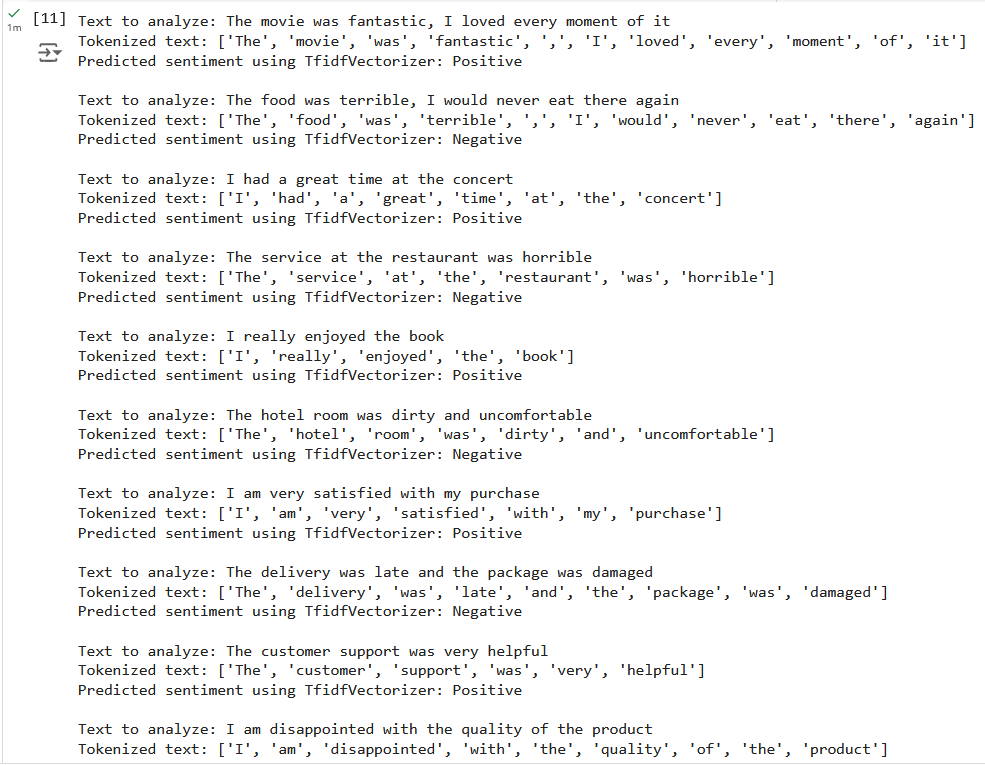 [11] Text to analyze: The movie was fantastic, I loved every moment of it
1m
Tokenized text: ['The', 'movie', 'was', 'fantastic', ',', 'I', 'loved', 'every', 'moment', 'of', 'it']
Predicted sentiment using TfidfVectorizer: Positive
Text to analyze: The food was terrible, I would never eat there again
Tokenized text: ['The', 'food', 'was', 'terrible', ',', 'I', 'would', 'never', 'eat', 'there', 'again']
Predicted sentiment using TfidfVectorizer: Negative
Text to analyze: I had a great time at the concert
Tokenized text: ['I', 'had', 'a', 'great', 'time', 'at', 'the', 'concert']
Predicted sentiment using TfidfVectorizer: Positive
Text to analyze: The service at the restaurant was horrible
Tokenized text: ['The', 'service', 'at', 'the', 'restaurant', 'was', 'horrible']
Predicted sentiment using TfidfVectorizer: Negative
Text to analyze: I really enjoyed the book
Tokenized text: ['I', 'really', 'enjoyed', 'the', 'book']
Predicted sentiment using TfidfVectorizer: Positive
Text to analyze: The hotel room was dirty and uncomfortable
Tokenized text: ['The', 'hotel', 'room', 'was', 'dirty', 'and', 'uncomfortable']
Predicted sentiment using TfidfVectorizer: Negative
Text to analyze: I am very satisfied with my purchase
Tokenized text: ['I', 'am', 'very', 'satisfied', 'with', 'my', 'purchase']
Predicted sentiment using TfidfVectorizer: Positive
Text to analyze: The delivery was late and the package was damaged
Tokenized text: ['The', 'delivery', 'was', 'late', 'and', 'the', 'package', 'was', 'damaged']
Predicted sentiment using TfidfVectorizer: Negative
Text to analyze: The customer support was very helpful
Tokenized text: ['The', 'customer', 'support', 'was', 'very', 'helpful']
Predicted sentiment using TfidfVectorizer: Positive
Text to analyze: I am disappointed with the quality of the product
Tokenized text: ['I', 'am', 'disappointed', 'with', 'the', 'quality', 'of', 'the', 'product']